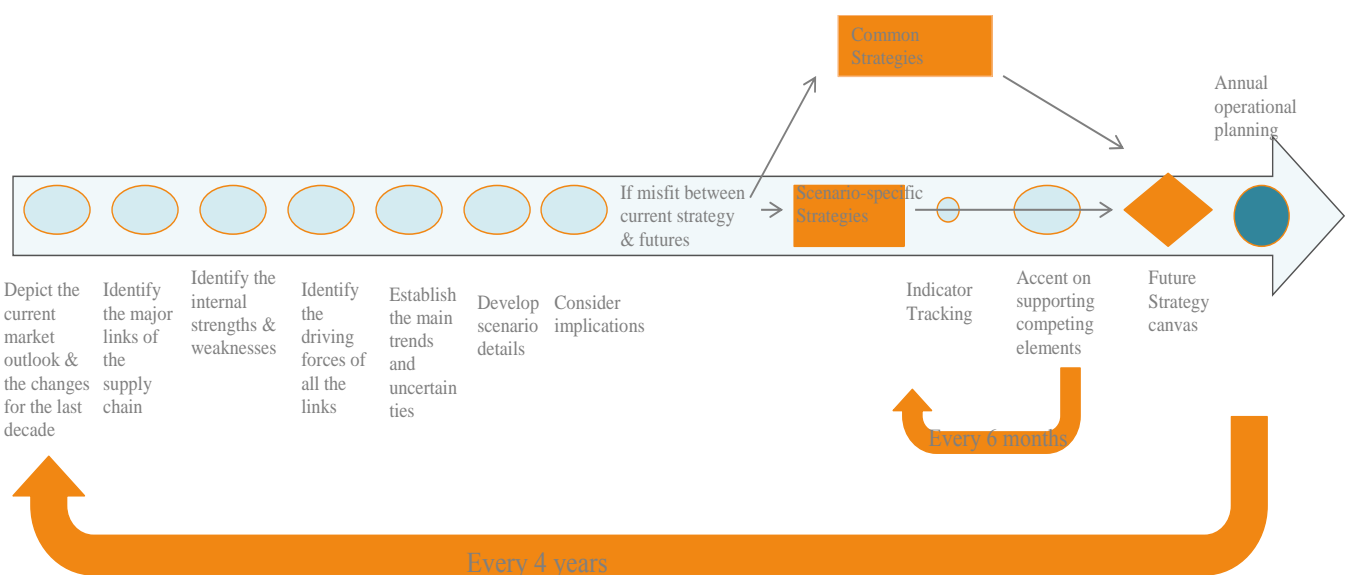 Common
Strategies
Annual
operational
planning
If misfit between
current strategy
& futures
Scenario-specific
Strategies
Depict the
current
market
outlook &
the changes
for the last
decade
Identify
the major
links of
the
supply
chain
Identify the
internal
strengths &
weaknesses
Identify
the
driving
forces of
all the
links
Establish
the main
trends
and
uncertain
ties
Develop
scenario
details
Consider
implications
Indicator
Tracking
Accent on
supporting
competing
elements
Future
Strategy
canvas
Every 6 months
Every 4 years